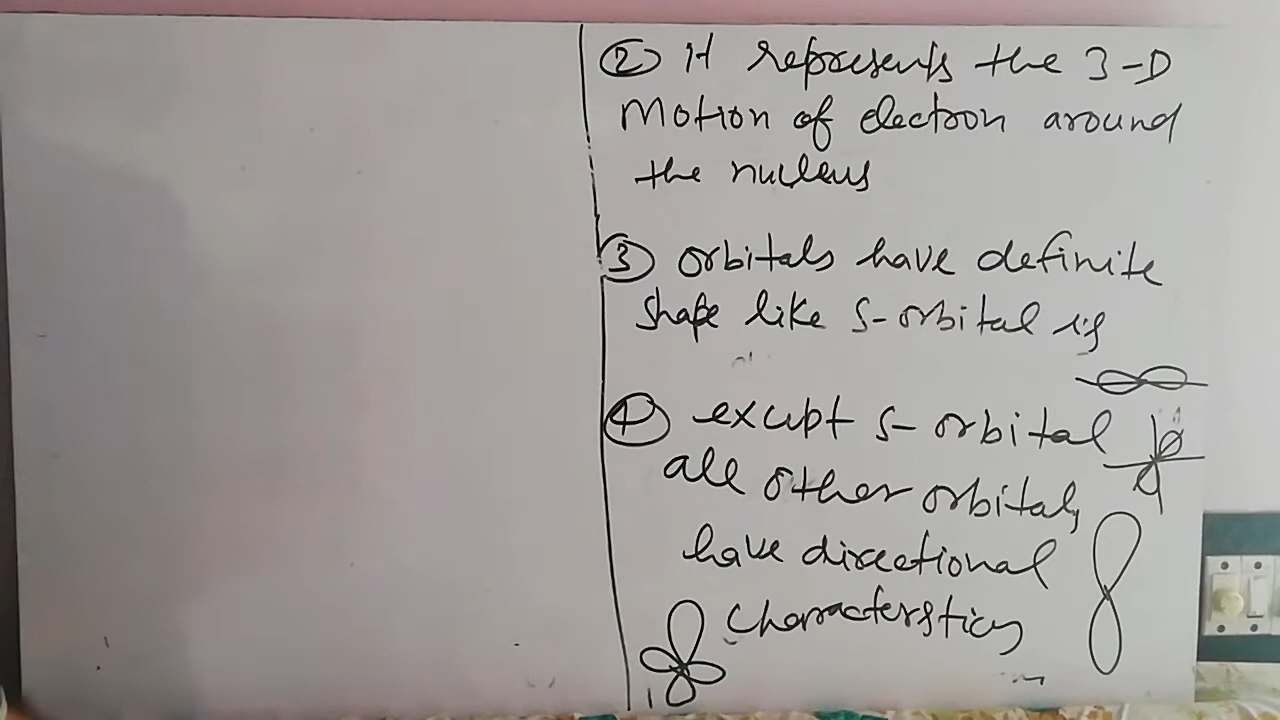 ② It represents the 3-D
Motion of electron around
the nucleus
③ orbitals have definite
shape like s-orbital is
④ except s-orbital
all other orbitals
have directional
characterstics